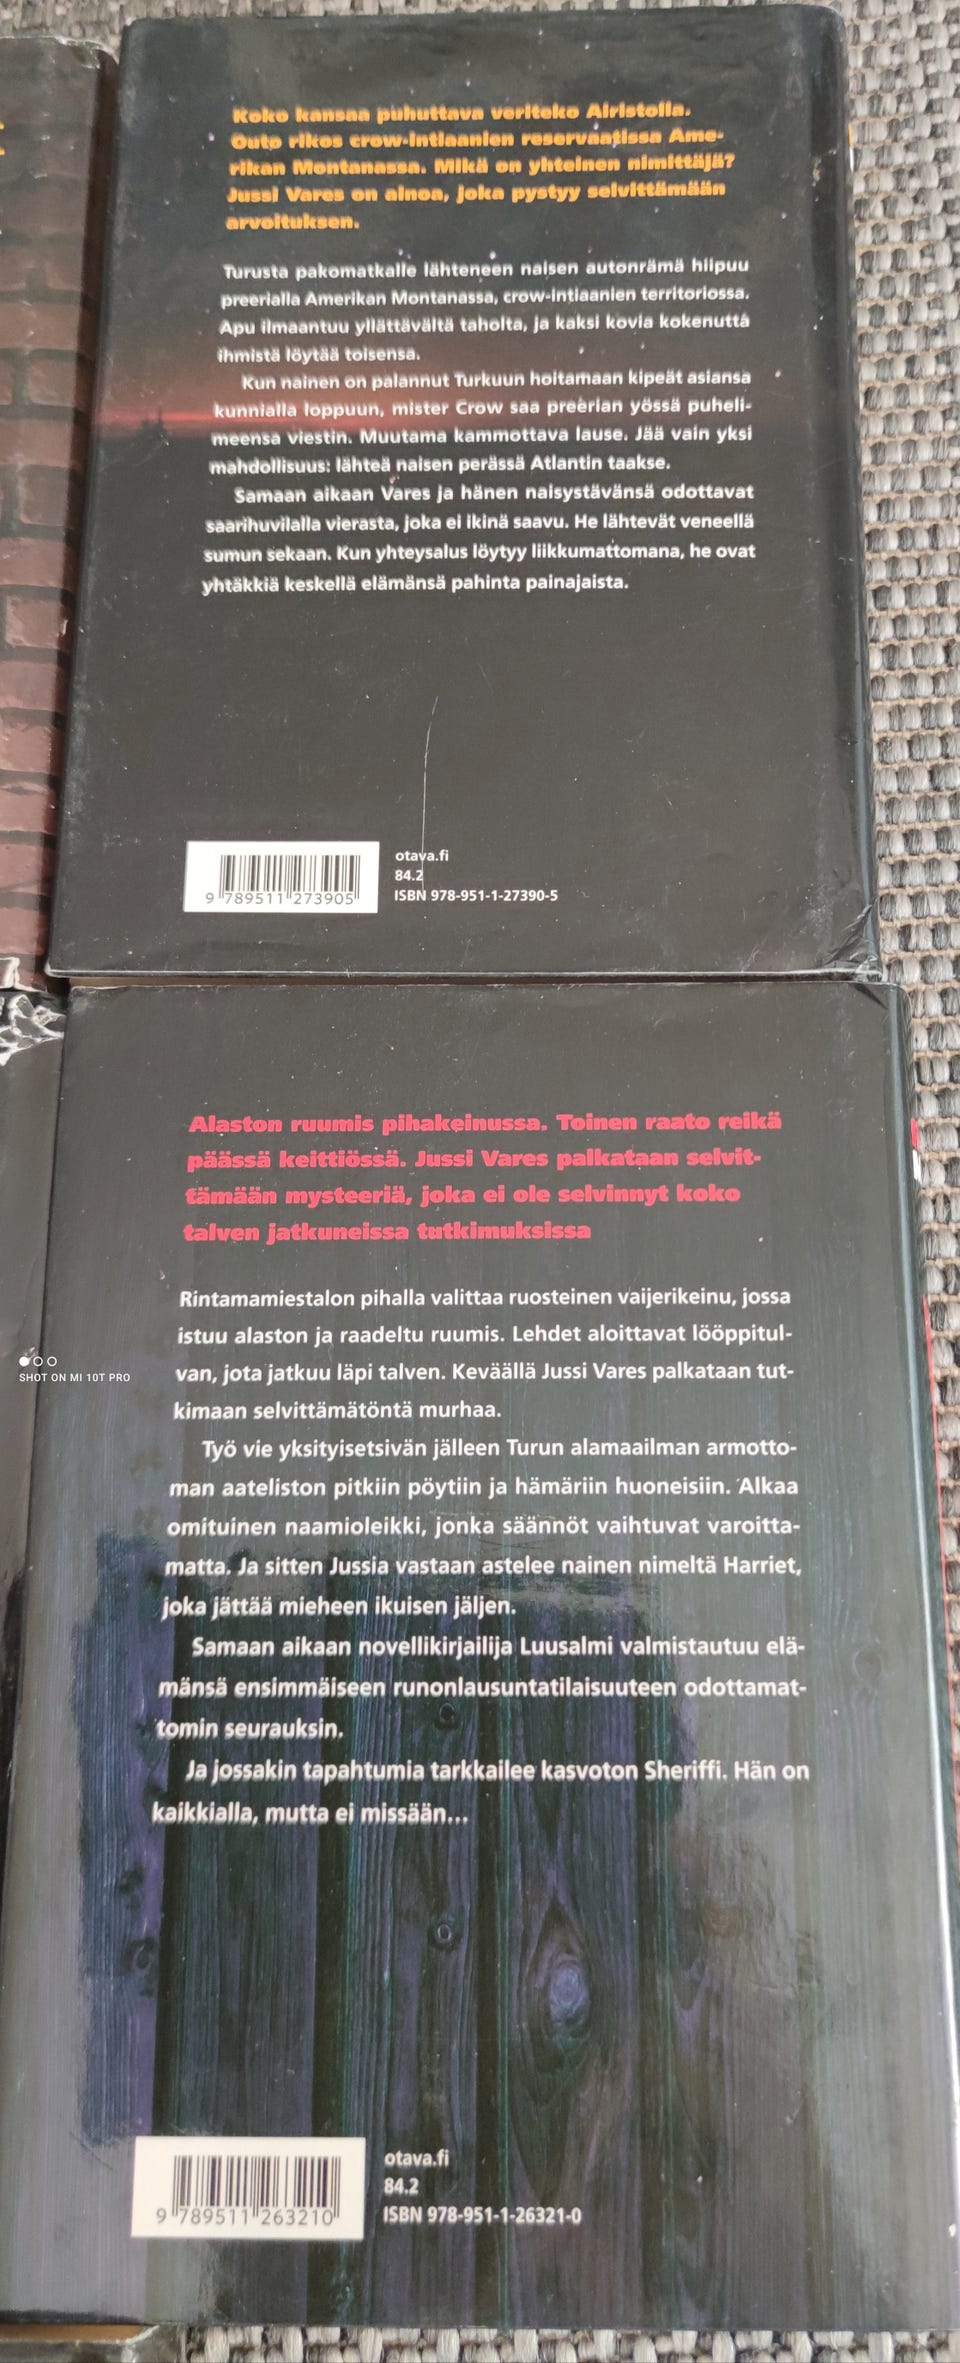 Koko kansaa puhuttava veriteko Airistolla.
Outo rikos crow-intiaanien reservaatissa Ame-
rikan Montanassa. Mikä on yhteinen nimittäjä?
Jussi Vares on ainoa, joka pystyy selvittämään
arvoituksen.
Turusta pakomatkalle lähteneen naisen autonrämä hiipuu
preerialla Amerikan Montanassa, crow-intiaanien territoriossa.
Apu ilmaantuu yllättävältä taholta, ja kaksi kovia kokenutta
ihmistä löytää toisensa.
Kun nainen on palannut Turkuun hoitamaan kipeät asiansa
kunnialla loppuun, mister Crow saa preerian yössä puheli-
meensa viestin. Muutama kammottava lause. Jää vain yksi
mahdollisuus: lähteä naisen perässä Atlantin taakse.
Samaan aikaan Vares ja hänen naisystävänsä odottavat
saarihuvilalla vierasta, joka ei ikinä saavu. He lähtevät veneellä
sumun sekaan. Kun yhteysalus löytyy liikkumattomana, he ovat
yhtäkkiä keskellä elämänsä pahinta painajaista.
otava.fi
84.2
ISBN 978-951-1-27390-5
9 789511 273905
Alaston ruumis pihakeinussa. Toinen raato reikä
päässä keittiössä. Jussi Vares palkataan selvit-
tämään mysteeriä, joka ei ole selvinnyt koko
talven jatkuneissa tutkimuksissa
Rintamamiestalon pihalla valittaa ruosteinen vaijerikeinu, jossa
istuu alaston ja raadeltu ruumis. Lehdet aloittavat lööppitul-
van, jota jatkuu läpi talven. Keväällä Jussi Vares palkataan tut-
kimaan selvittämätöntä murhaa.
Työ vie yksityisetsivän jälleen Turun alamaailman armotto-
man aateliston pitkiin pöytiin ja hämäriin huoneisiin. Alkaa
omituinen naamioleikki, jonka säännöt vaihtuvat varoitta-
matta. Ja sitten Jussia vastaan astelee nainen nimeltä Harriet,
joka jättää mieheen ikuisen jäljen.
Samaan aikaan novellikirjailija Luusalmi valmistautuu elä-
mänsä ensimmäiseen runonlausuntatilaisuuteen odottamat-
tomin seurauksin.
Ja jossakin tapahtumia tarkkailee kasvoton Sheriffi. Hän on
kaikkialla, mutta ei missään...
otava.fi
84.2
ISBN 978-951-1-26321-0
9 789511 263210
SHOT ON MI 10T PRO